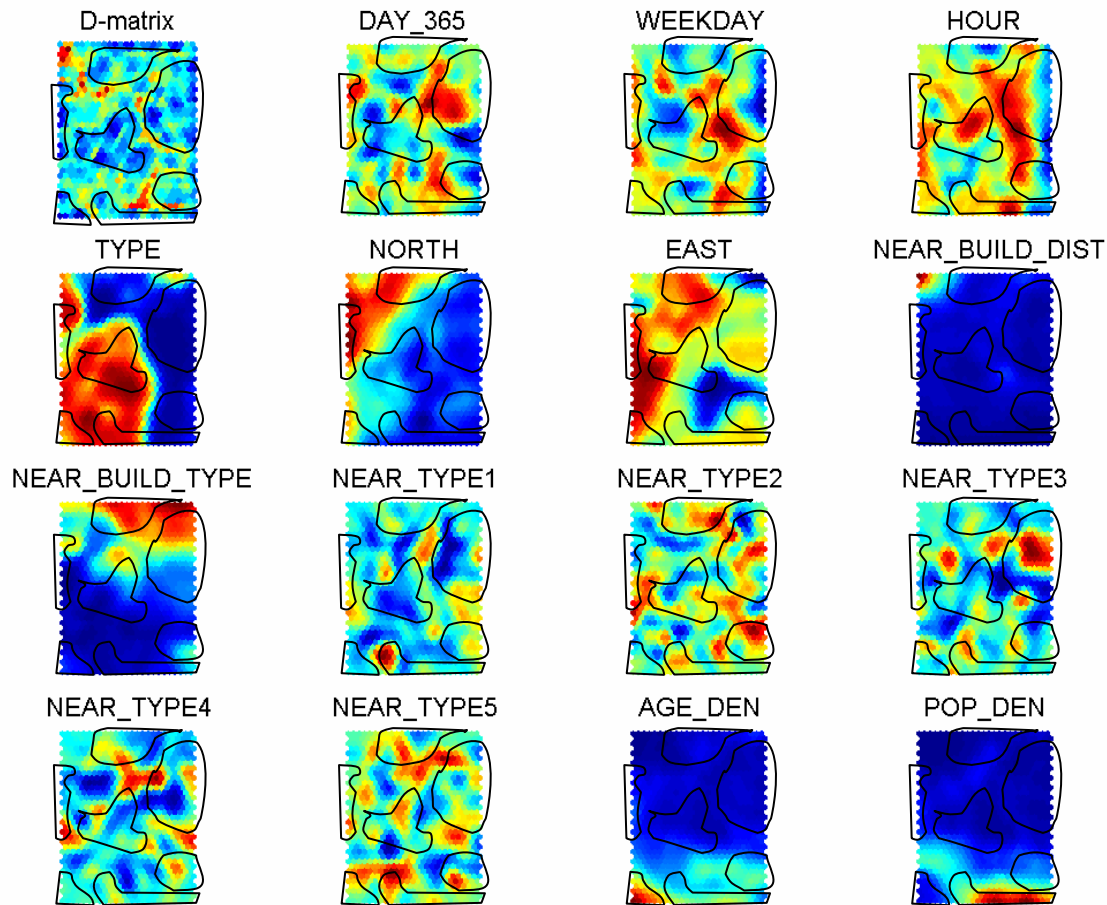 D-matrix DAY_365 WEEKDAY HOUR
TYPE NORTH EAST NEAR_BUILD_DIST
NEAR_BUILD_TYPE NEAR_TYPE1 NEAR_TYPE2 NEAR_TYPE3
NEAR_TYPE4 NEAR_TYPE5 AGE_DEN POP_DEN